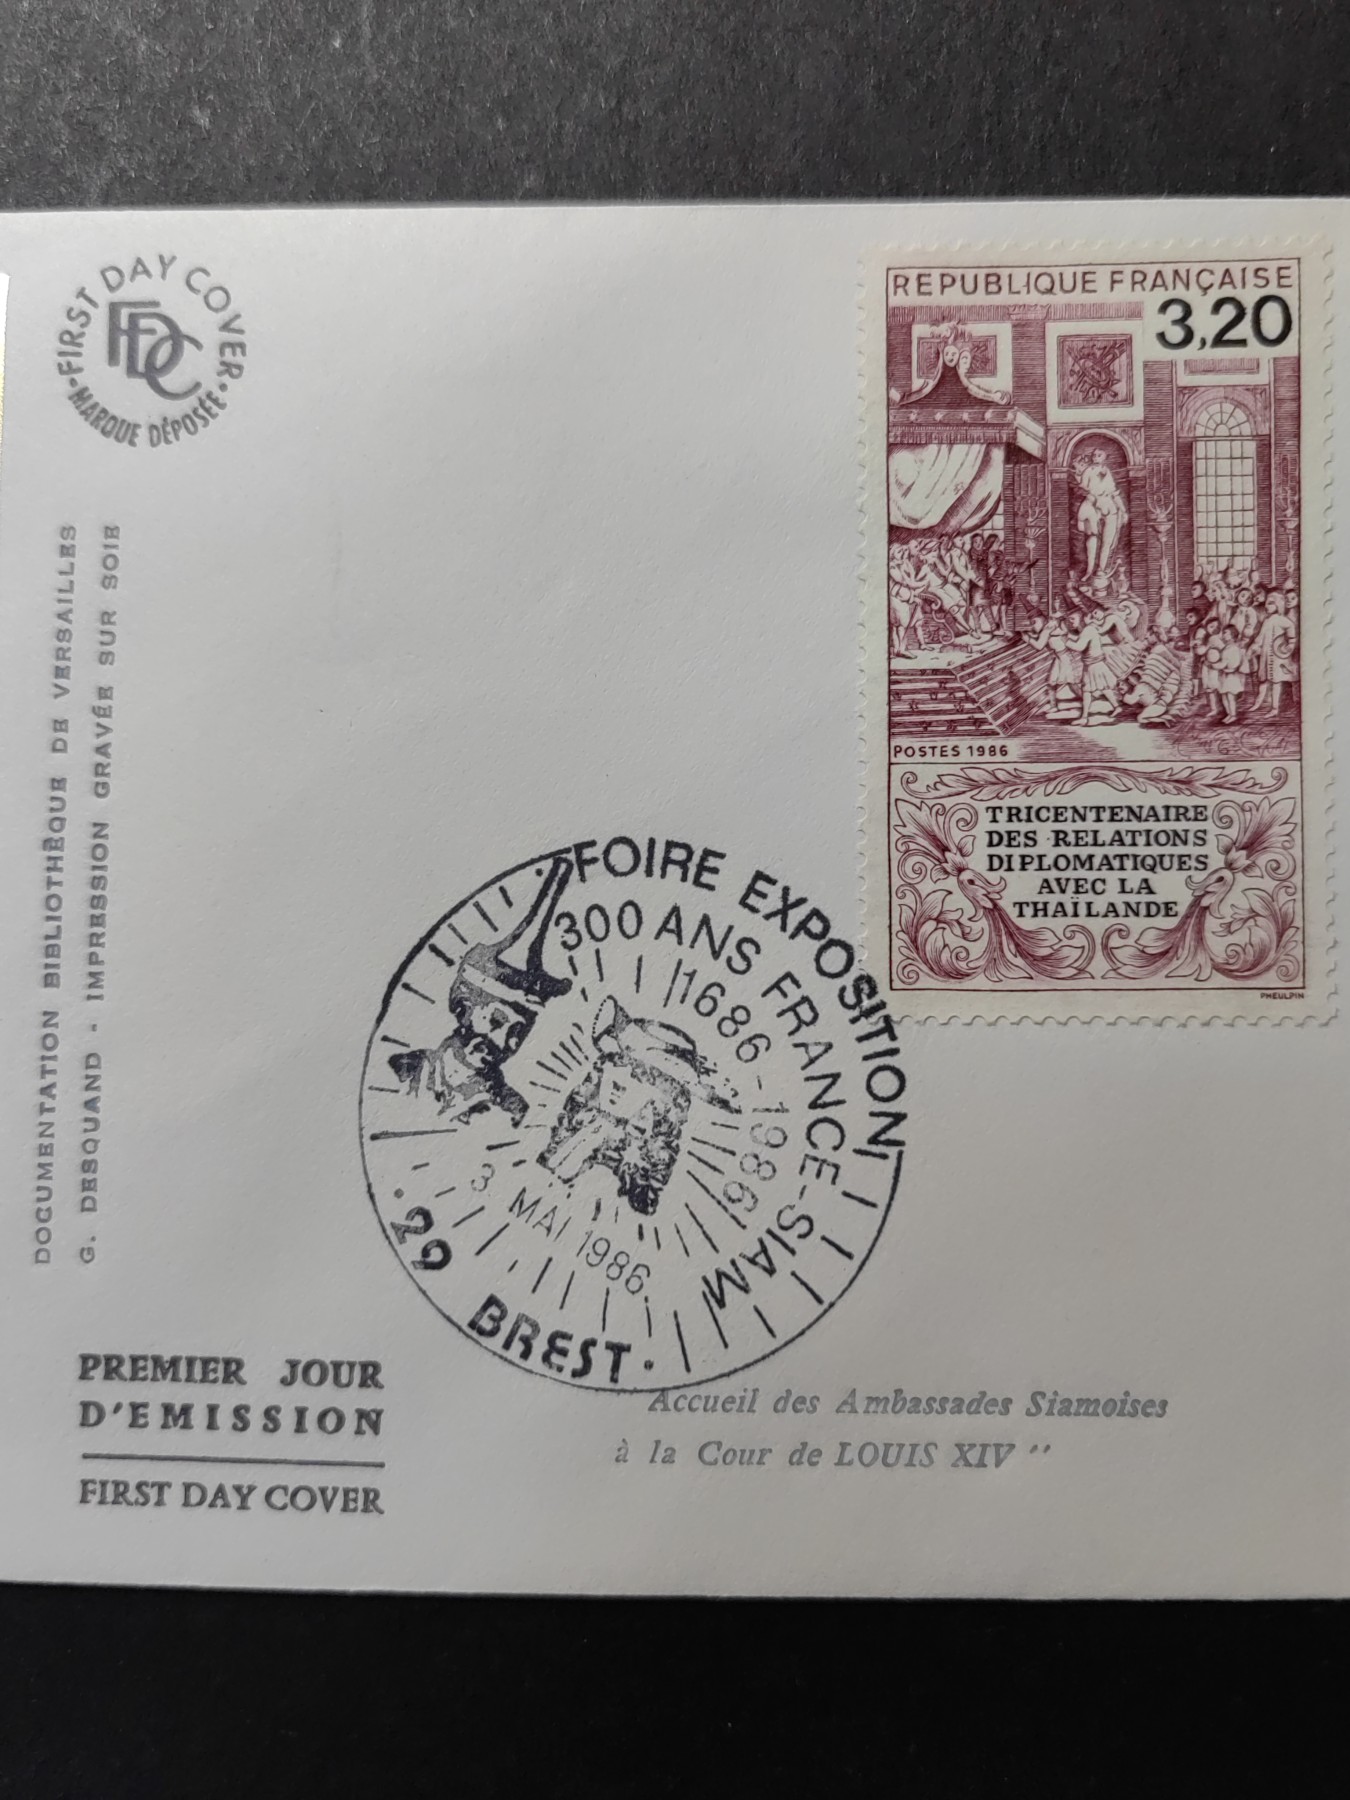 FIRST DAY COVER
FDC
MARQUE DÉPOSÉE
DOCUMENTATION BIBLIOTHÈQUE DE VERSAILLES
G. DESQUAND - IMPRESSION GRAVÉE SUR SOIE
REPUBLIQUE FRANÇAISE
3,20
POSTES 1986
TRICENTENAIRE
DES RELATIONS
DIPLOMATIQUES
AVEC LA
THAÏLANDE
PHEULPIN
FOIRE EXPOSITION
300 ANS FRANCE-SIAM
1686-1986
3 MAI 1986
29 BREST
PREMIER JOUR
D'EMISSION
FIRST DAY COVER
Accueil des Ambassades Siamoises
à la Cour de LOUIS XIV "